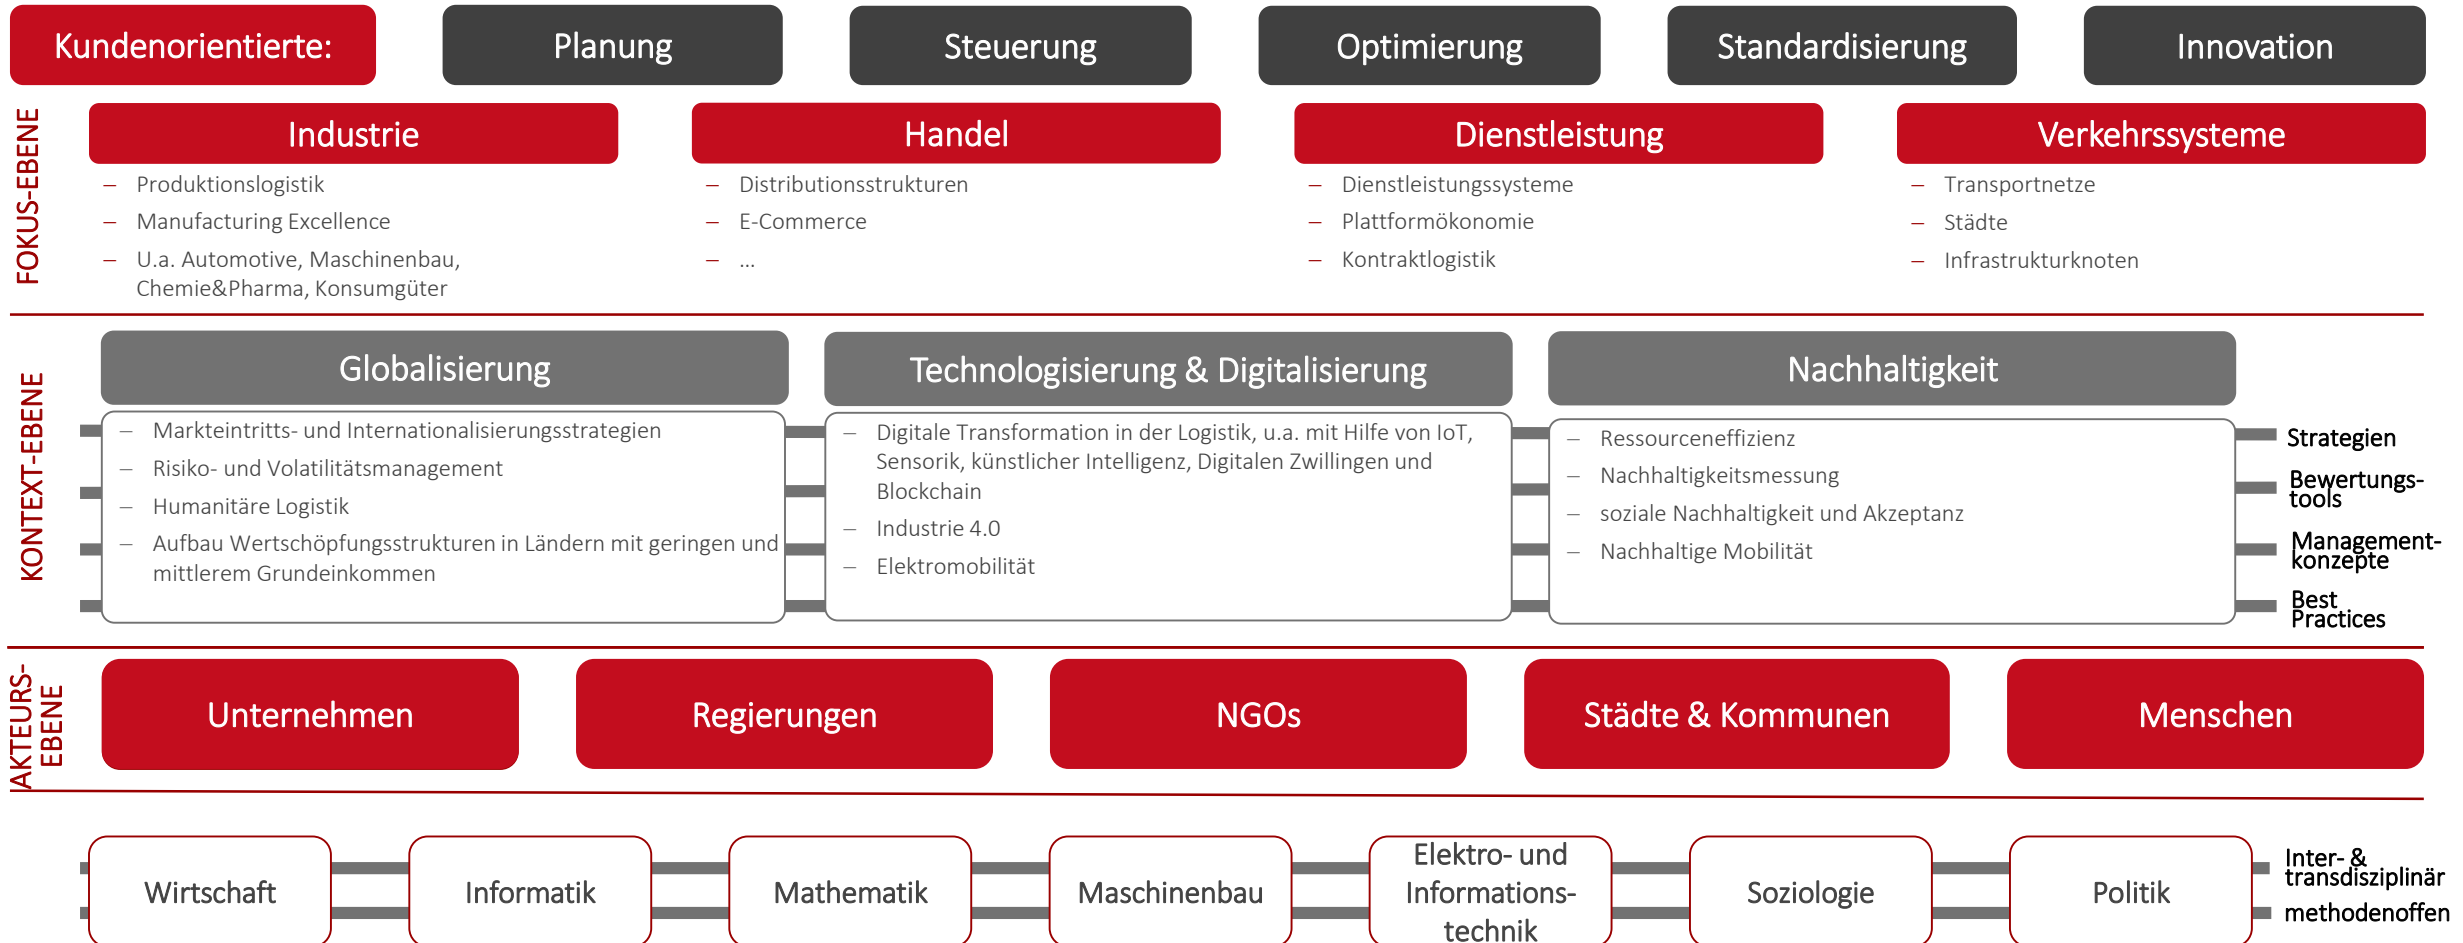 Kundenorientierte:
Planung
Steuerung
Optimierung
Standardisierung
Innovation
FOKUS-EBENE
Industrie
– Produktionslogistik
– Manufacturing Excellence
– U.a. Automotive, Maschinenbau,
Chemie&Pharma, Konsumgüter
Handel
– Distributionsstrukturen
– E-Commerce
– ...
Dienstleistung
– Dienstleistungssysteme
– Plattformökonomie
– Kontraktlogistik
Verkehrssysteme
– Transportnetze
– Städte
– Infrastrukturknoten
KONTEXT-EBENE
Globalisierung
– Markteintritts- und Internationalisierungsstrategien
– Risiko- und Volatilitätsmanagement
– Humanitäre Logistik
– Aufbau Wertschöpfungsstrukturen in Ländern mit geringen und
mittlerem Grundeinkommen
Technologisierung & Digitalisierung
– Digitale Transformation in der Logistik, u.a. mit Hilfe von IoT,
Sensorik, künstlicher Intelligenz, Digitalen Zwillingen und
Blockchain
– Industrie 4.0
– Elektromobilität
Nachhaltigkeit
– Ressourceneffizienz
– Nachhaltigkeitsmessung
– soziale Nachhaltigkeit und Akzeptanz
– Nachhaltige Mobilität
Strategien
Bewertungs-
tools
Management-
konzepte
Best
Practices
AKTEURS-
EBENE
Unternehmen
Regierungen
NGOs
Städte & Kommunen
Menschen
Wirtschaft
Informatik
Mathematik
Maschinenbau
Elektro- und
Informations-
technik
Soziologie
Politik
Inter- &
transdisziplinär
methodenoffen